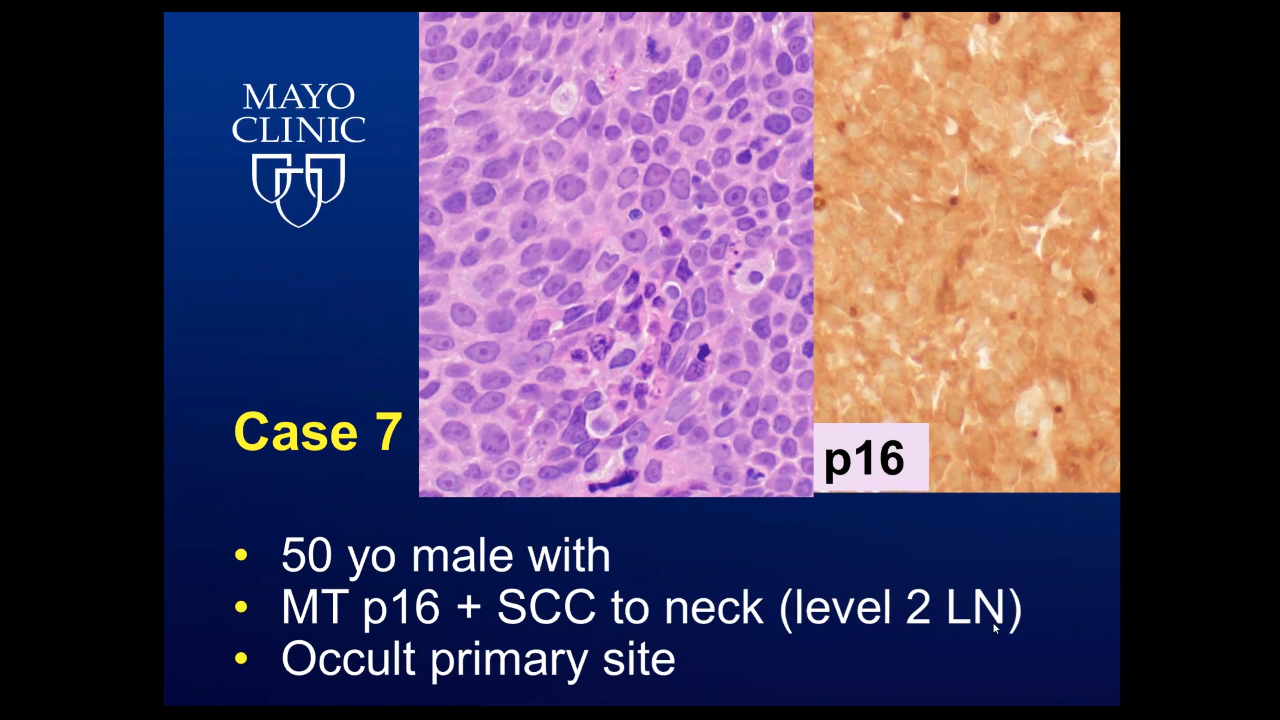 MAYO
CLINIC
Case 7
p16
• 50 yo male with
• MT p16 + SCC to neck (level 2 LN)
• Occult primary site